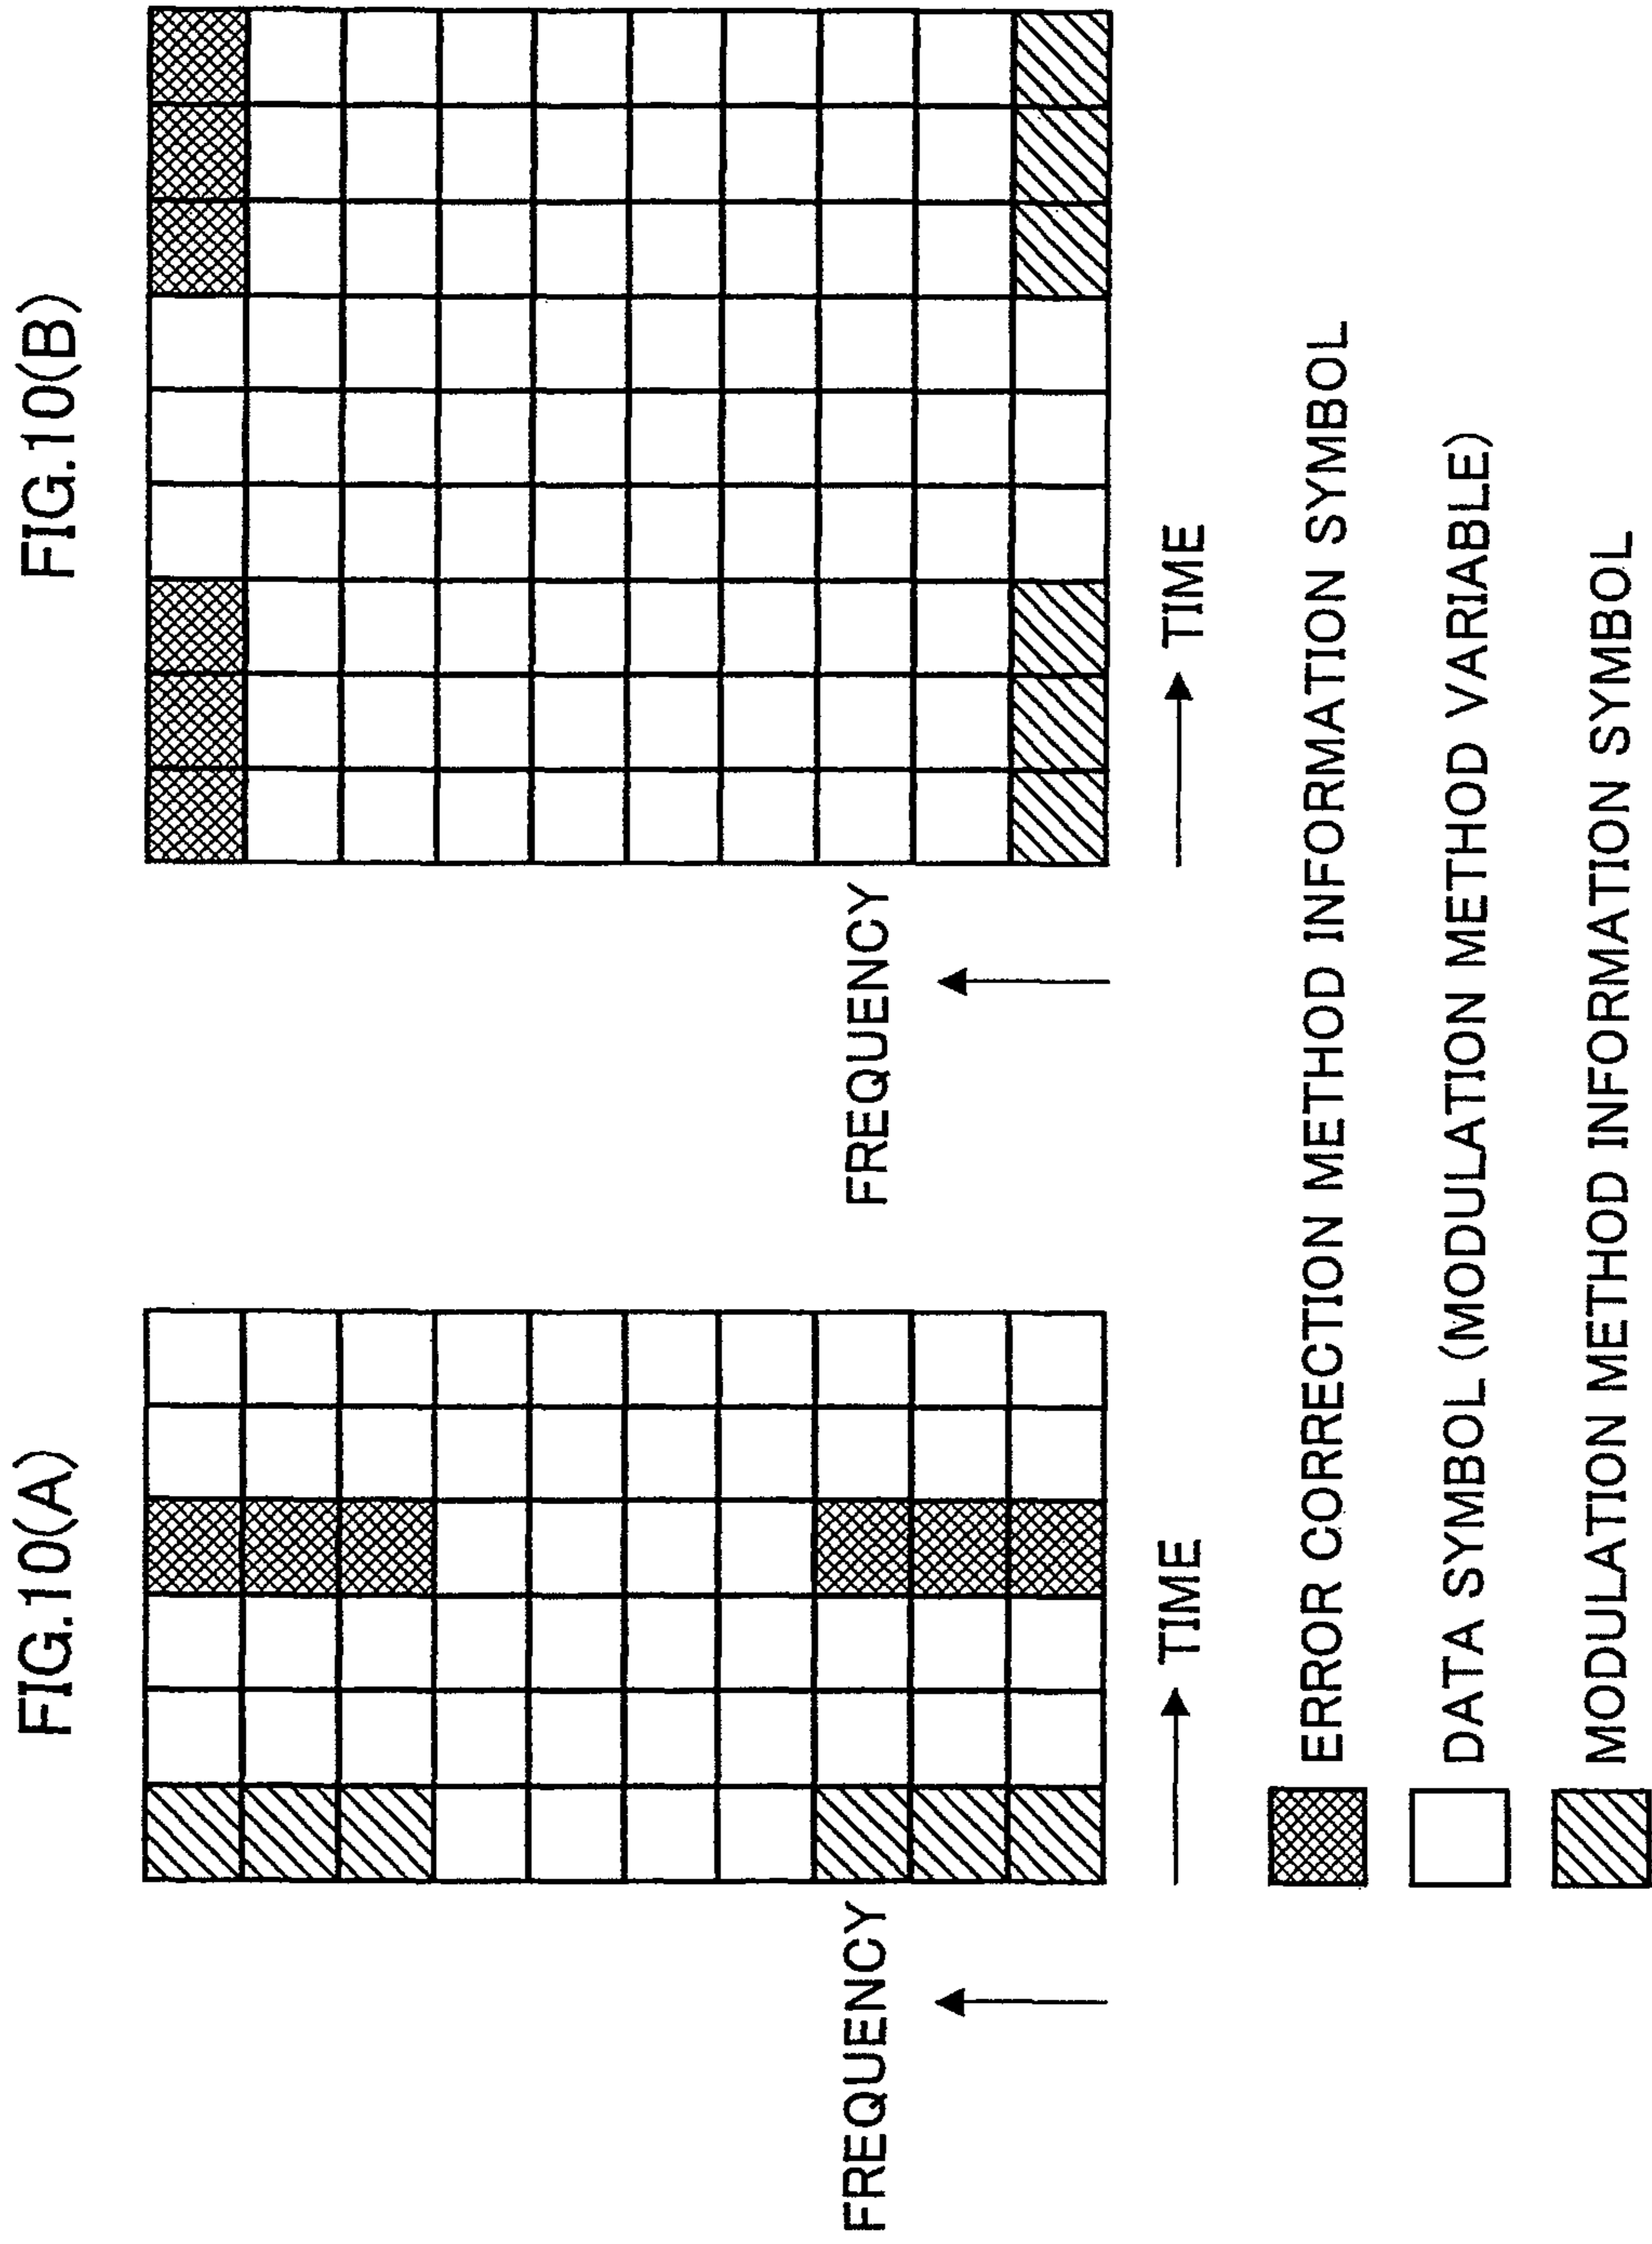 FIG.10(A)
FREQUENCY
TIME
FIG.10(B)
FREQUENCY
TIME
ERROR CORRECTION METHOD INFORMATION SYMBOL
DATA SYMBOL (MODULATION METHOD VARIABLE)
MODULATION METHOD INFORMATION SYMBOL